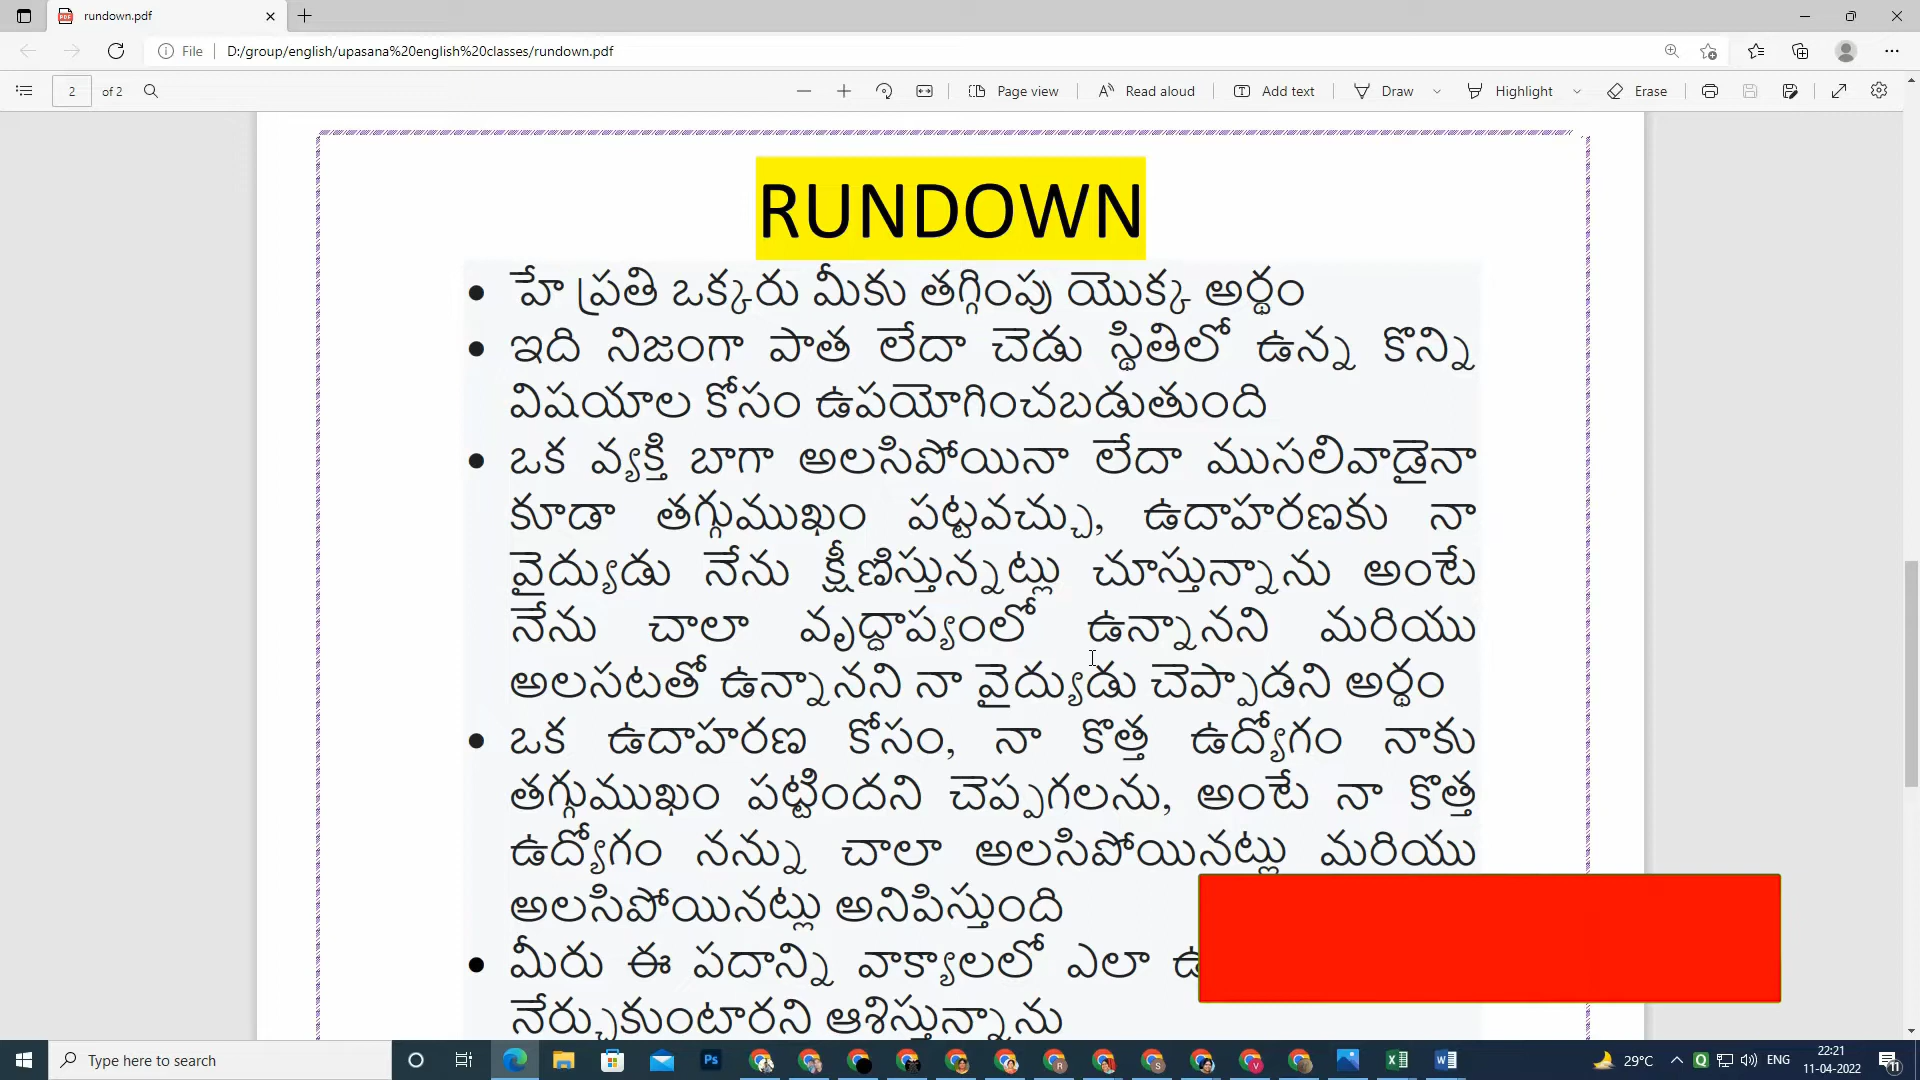 rundown.pdf
File D:/group/english/upasana%20english%20classes/rundown.pdf
2 of 2 Page view Read aloud Add text Draw Highlight Erase
RUNDOWN
• హే ప్రతి ఒక్కరు మీకు తగ్గింపు యొక్క అర్థం
• ఇది నిజంగా పాత లేదా చెడు స్థితిలో ఉన్న కొన్ని
విషయాల కోసం ఉపయోగించబడుతుంది
• ఒక వ్యక్తి బాగా అలసిపోయినా లేదా ముసలివాడైనా
కూడా తగ్గుముఖం పట్టవచ్చు, ఉదాహరణకు నా
వైద్యుడు నేను క్షీణిస్తున్నట్లు చూస్తున్నాను అంటే
నేను చాలా వృద్ధాప్యంలో ఉన్నానని మరియు
అలసటతో ఉన్నానని నా వైద్యుడు చెప్పాడని అర్థం
• ఒక ఉదాహరణ కోసం, నా కొత్త ఉద్యోగం నాకు
తగ్గుముఖం పట్టిందని చెప్పగలను, అంటే నా కొత్త
ఉద్యోగం నన్ను చాలా అలసిపోయినట్లు మరియు
అలసిపోయినట్లు అనిపిస్తుంది
• మీరు ఈ పదాన్ని వాక్యాలలో ఎలా
నేర్చుకుంటారని ఆశిస్తున్నాను
Type here to search 29°C ENG 22:21
11-04-2022